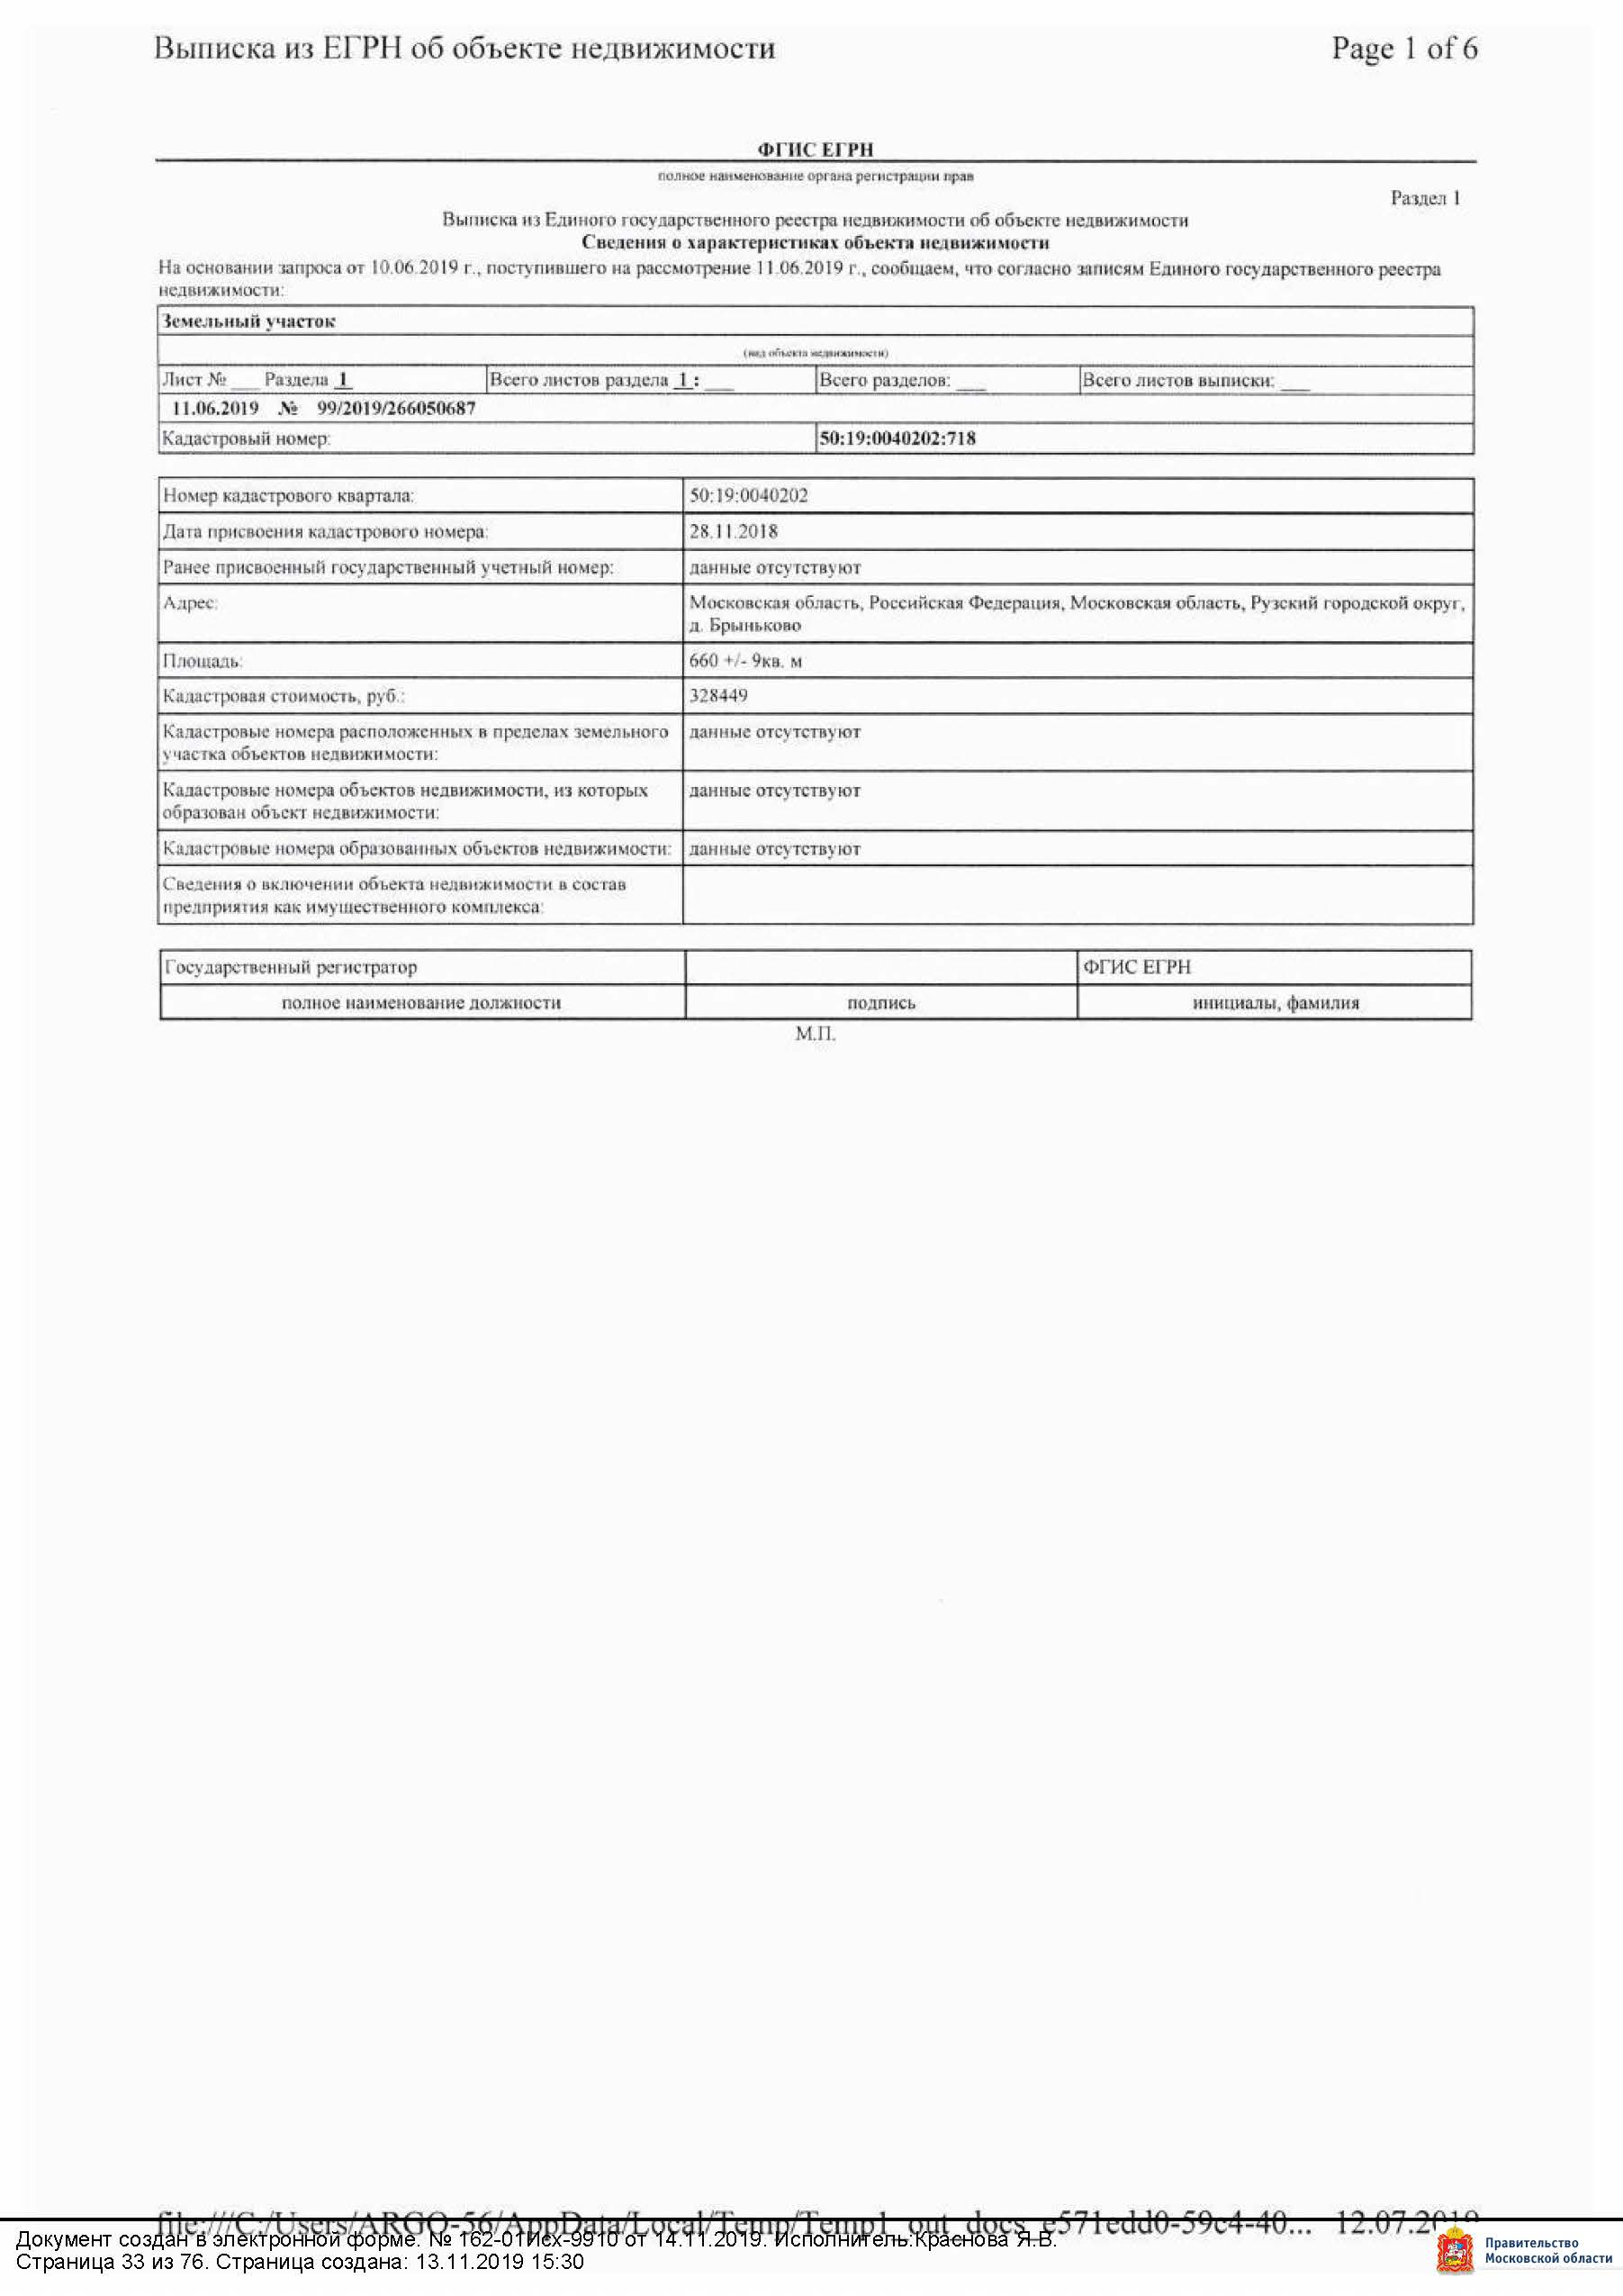 Выписка из ЕГРН об объекте недвижимости Page 1 of 6
ФГИС ЕГРН
полное наименование органа регистрации прав
Раздел 1
Выписка из Единого государственного реестра недвижимости об объекте недвижимости
Сведения о характеристиках объекта недвижимости
На основании запроса от 10.06.2019 г., поступившего на рассмотрение 11.06.2019 г., сообщаем, что согласно записям Единого государственного реестра
недвижимости:
Земельный участок
(вид объекта недвижимости)
Лист № ___ Раздела 1 Всего листов раздела 1 : ___ Всего разделов: ___ Всего листов выписки: ___
11.06.2019 № 99/2019/266050687
Кадастровый номер: 50:19:0040202:718
Номер кадастрового квартала: 50:19:0040202
Дата присвоения кадастрового номера: 28.11.2018
Ранее присвоенный государственный учетный номер: данные отсутствуют
Адрес: Московская область, Российская Федерация, Московская область, Рузский городской округ,
д. Брыньково
Площадь: 660 +/- 9кв. м
Кадастровая стоимость, руб.: 328449
Кадастровые номера расположенных в пределах земельного данные отсутствуют
участка объектов недвижимости:
Кадастровые номера объектов недвижимости, из которых данные отсутствуют
образован объект недвижимости:
Кадастровые номера образованных объектов недвижимости: данные отсутствуют
Сведения о включении объекта недвижимости в состав
предприятия как имущественного комплекса:
Государственный регистратор ФГИС ЕГРН
полное наименование должности подпись инициалы, фамилия
М.П.
file:///C:/Users/ARGO-56/AppData/Local/Temp/Temp1_out_docs_e571edd0-59c4-40... 12.07.2019
Документ создан в электронной форме. № 162-01Исх-9910 от 14.11.2019. Исполнитель:Краснова Я.В.
Страница 33 из 76. Страница создана: 13.11.2019 15:30
Правительство
Московской области